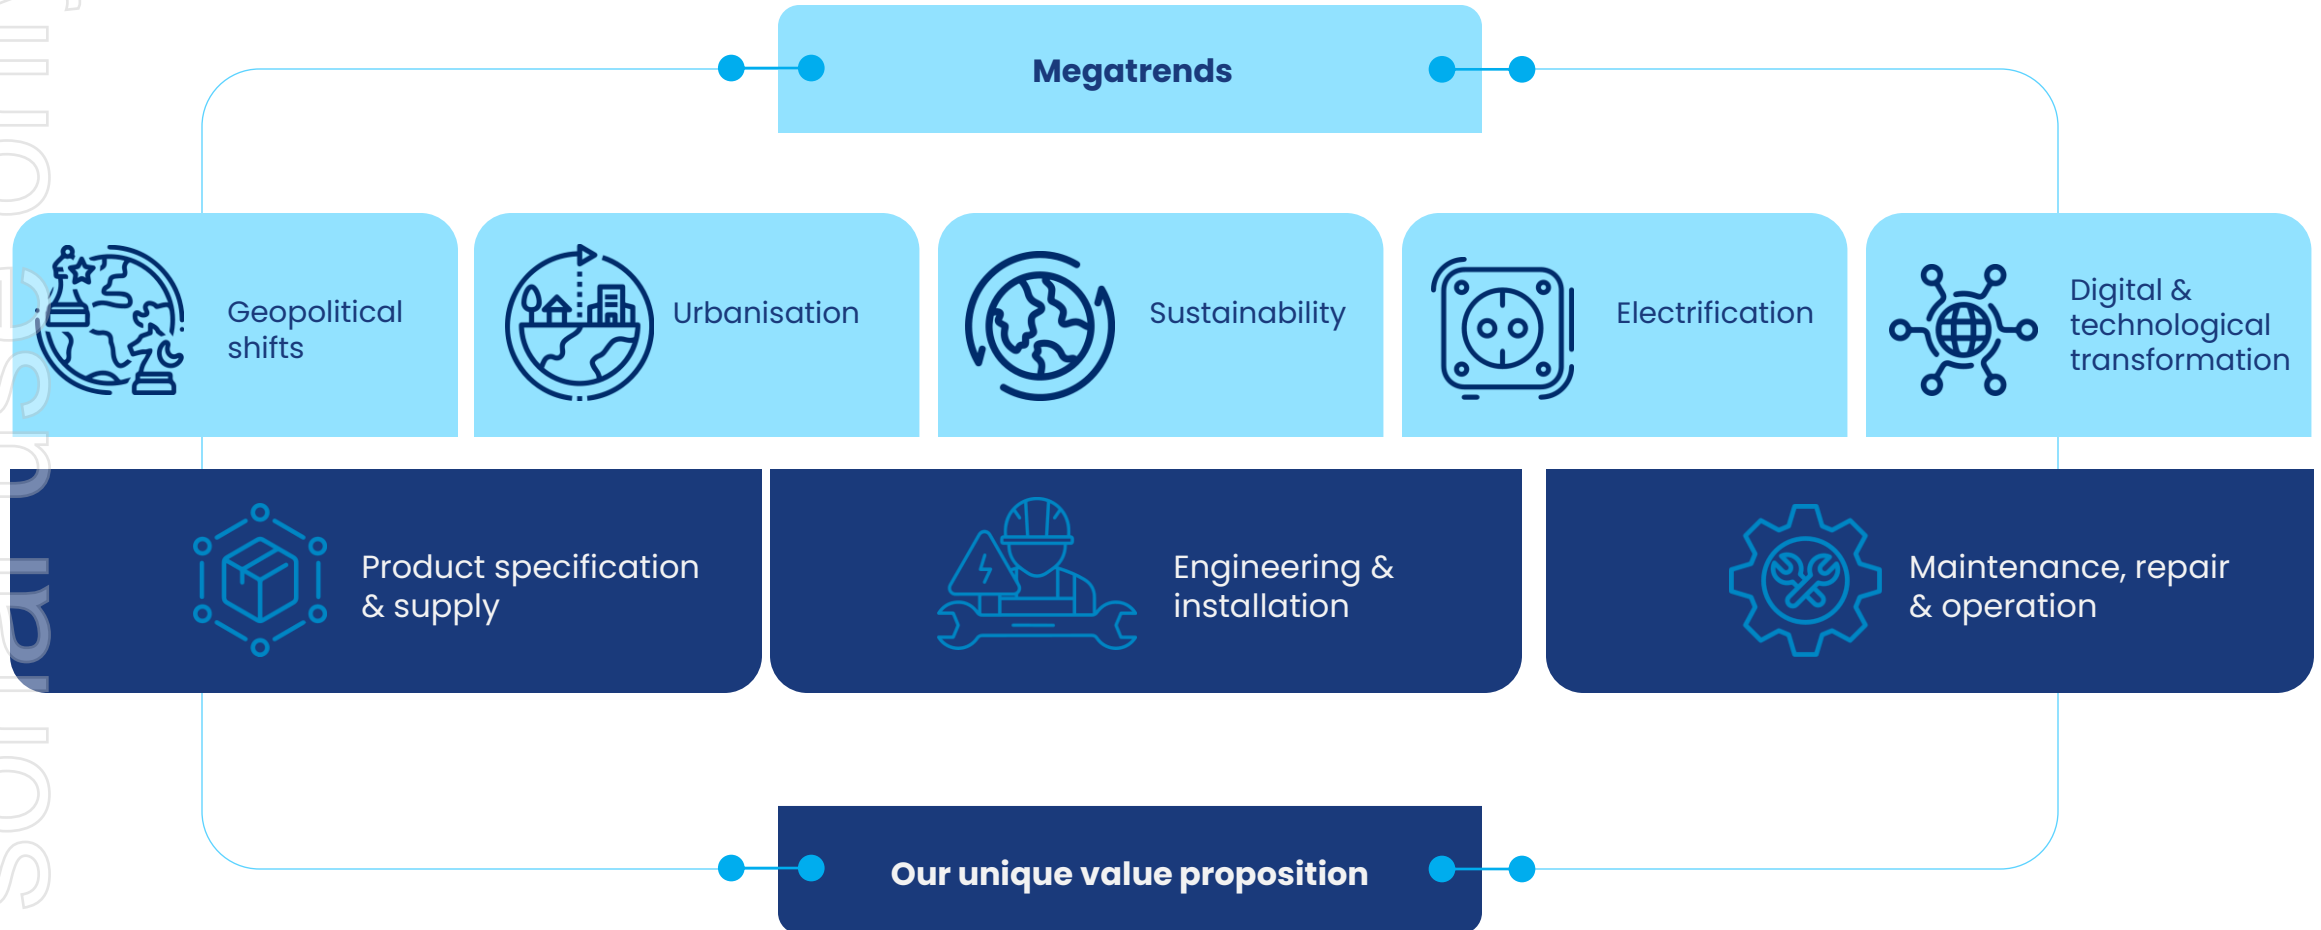 Megatrends
Geopolitical
shifts
Urbanisation
Sustainability
Electrification
Digital &
technological
transformation
Product specification
& supply
Engineering &
installation
Maintenance, repair
& operation
Our unique value proposition